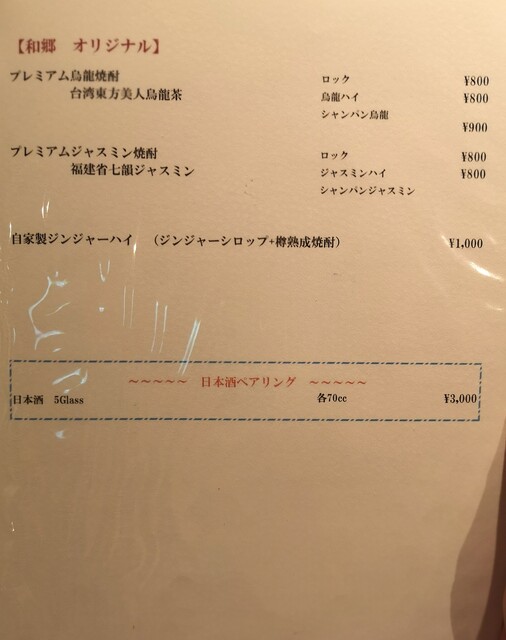 【和郷　オリジナル】
プレミアム烏龍焼酎　ロック　¥800
台湾東方美人烏龍茶　烏龍ハイ　¥800
シャンパン烏龍
¥900
プレミアムジャスミン焼酎　ロック　¥800
福建省七韻ジャスミン　ジャスミンハイ　¥800
シャンパンジャスミン
自家製ジンジャーハイ　（ジンジャーシロップ+樽熟成焼酎）　¥1,000
～～～～～　日本酒ペアリング　～～～～～
日本酒　5Glass　各70cc　¥3,000